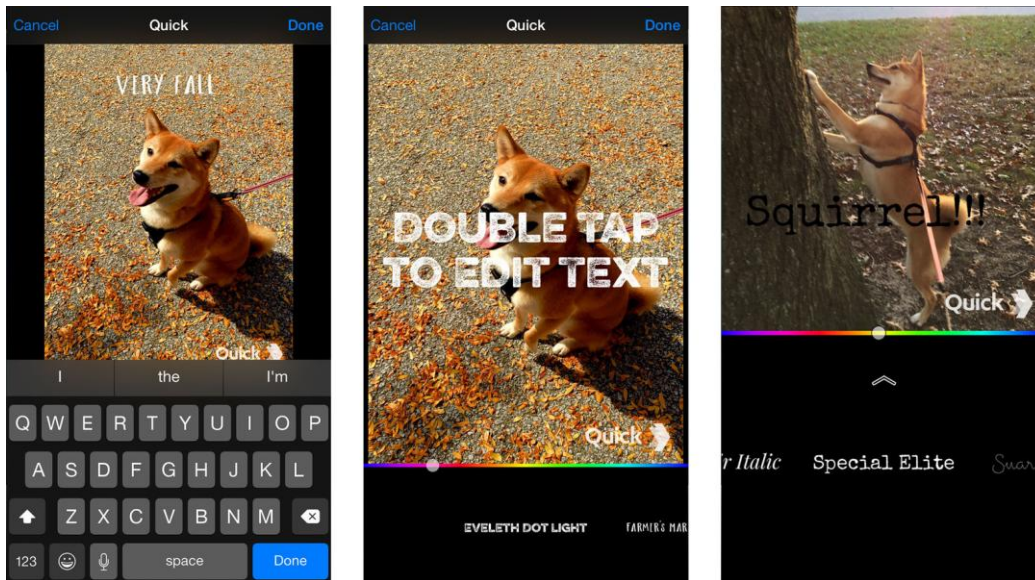 Cancel Quick Done
VERY FALL
Quick
I the I'm
Q W E R T Y U I O P
A S D F G H J K L
Z X C V B N M
123 space Done
Cancel Quick Done
DOUBLE TAP
TO EDIT TEXT
Quick
EVELETH DOT LIGHT FARMER'S MAR
Squirrel!!!
Quick
r Italic Special Elite Suar